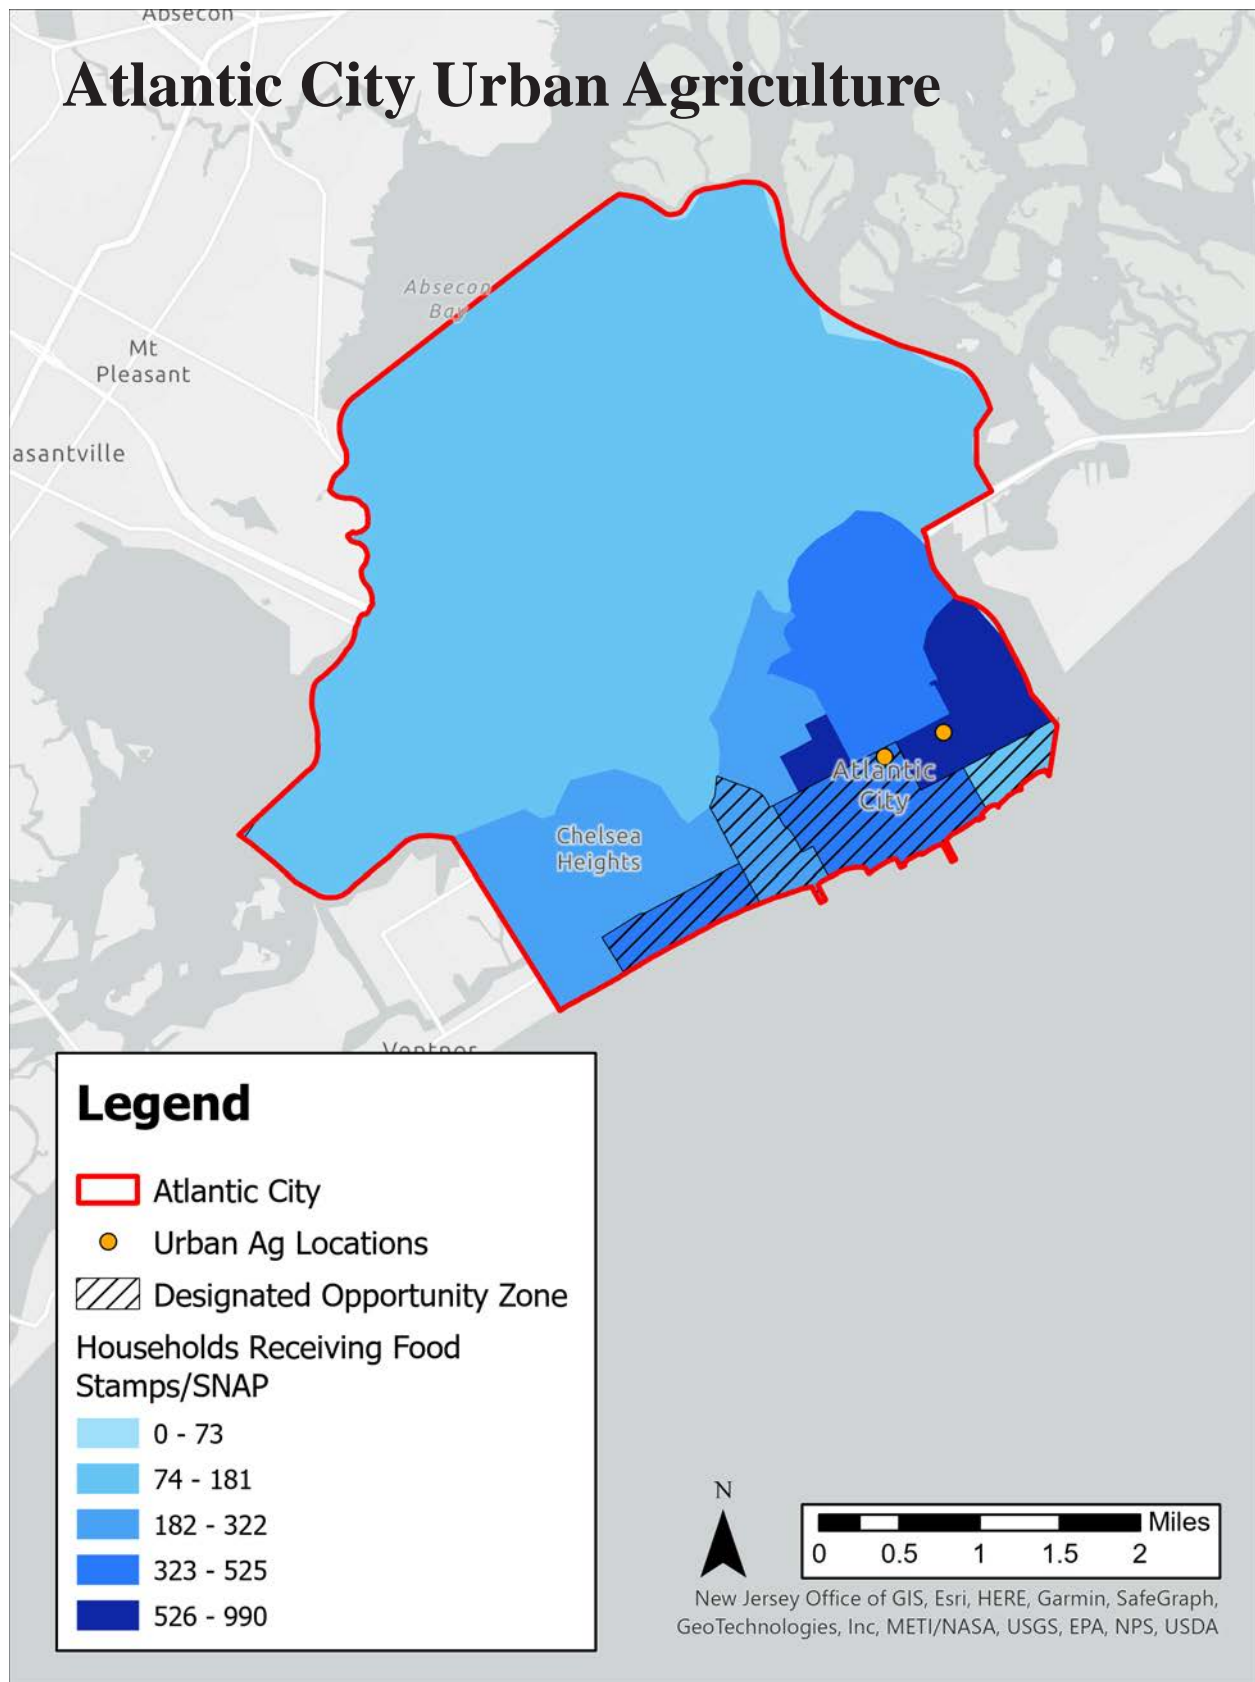 Absecon
Atlantic City Urban Agriculture
Absecon
Bay
Mt
Pleasant
asantville
Atlantic
City
Chelsea
Heights
Ventnor
Legend
Atlantic City
Urban Ag Locations
Designated Opportunity Zone
Households Receiving Food
Stamps/SNAP
0 - 73
74 - 181
182 - 322
323 - 525
526 - 990
N
Miles
0 0.5 1 1.5 2
New Jersey Office of GIS, Esri, HERE, Garmin, SafeGraph,
GeoTechnologies, Inc, METI/NASA, USGS, EPA, NPS, USDA